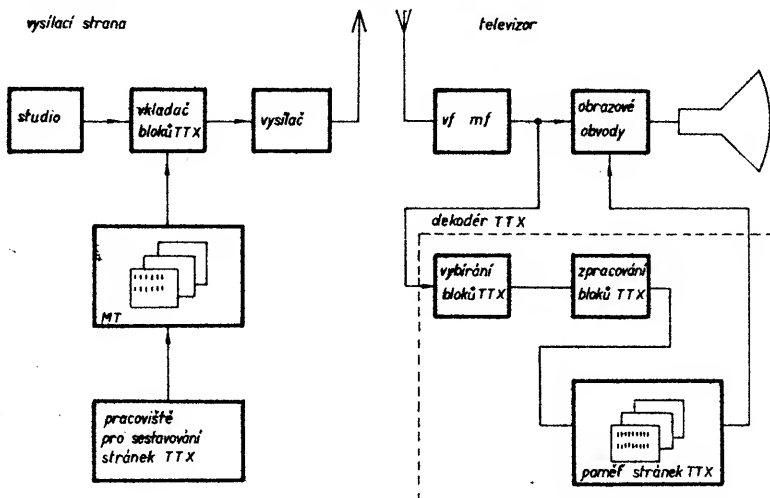 vysílací strana
televizor
studio
vkladač
bloků TTX
vysílač
vf mf
obrazové
obvody
dekodér TTX
vybírání
bloků TTX
zpracování
bloků TTX
MT
pracoviště
pro sestavování
stránek TTX
paměť stránek TTX